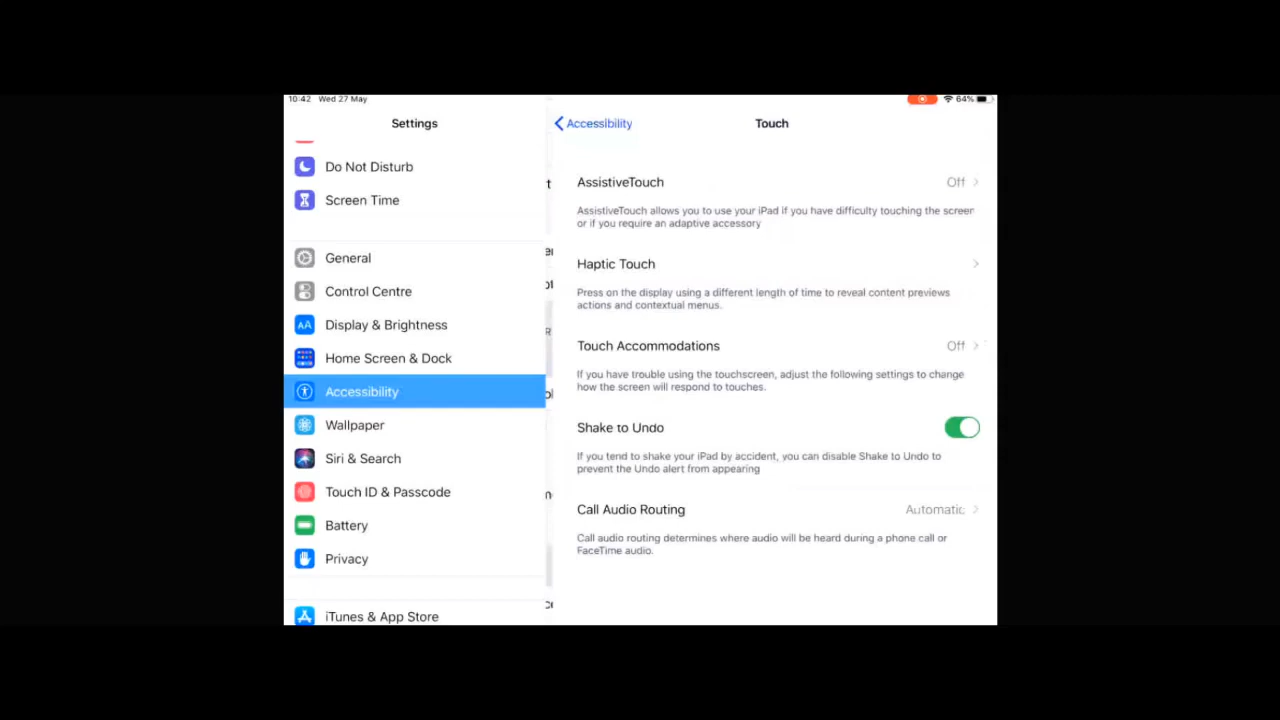 10:42 Wed 27 May
64%
Settings
Do Not Disturb
Screen Time
General
Control Centre
Display & Brightness
Home Screen & Dock
Accessibility
Wallpaper
Siri & Search
Touch ID & Passcode
Battery
Privacy
iTunes & App Store
Accessibility
Touch
AssistiveTouch Off
AssistiveTouch allows you to use your iPad if you have difficulty touching the screen
or if you require an adaptive accessory
Haptic Touch
Press on the display using a different length of time to reveal content previews
actions and contextual menus.
Touch Accommodations Off
If you have trouble using the touchscreen, adjust the following settings to change
how the screen will respond to touches.
Shake to Undo
If you tend to shake your iPad by accident, you can disable Shake to Undo to
prevent the Undo alert from appearing
Call Audio Routing Automatic
Call audio routing determines where audio will be heard during a phone call or
FaceTime audio.